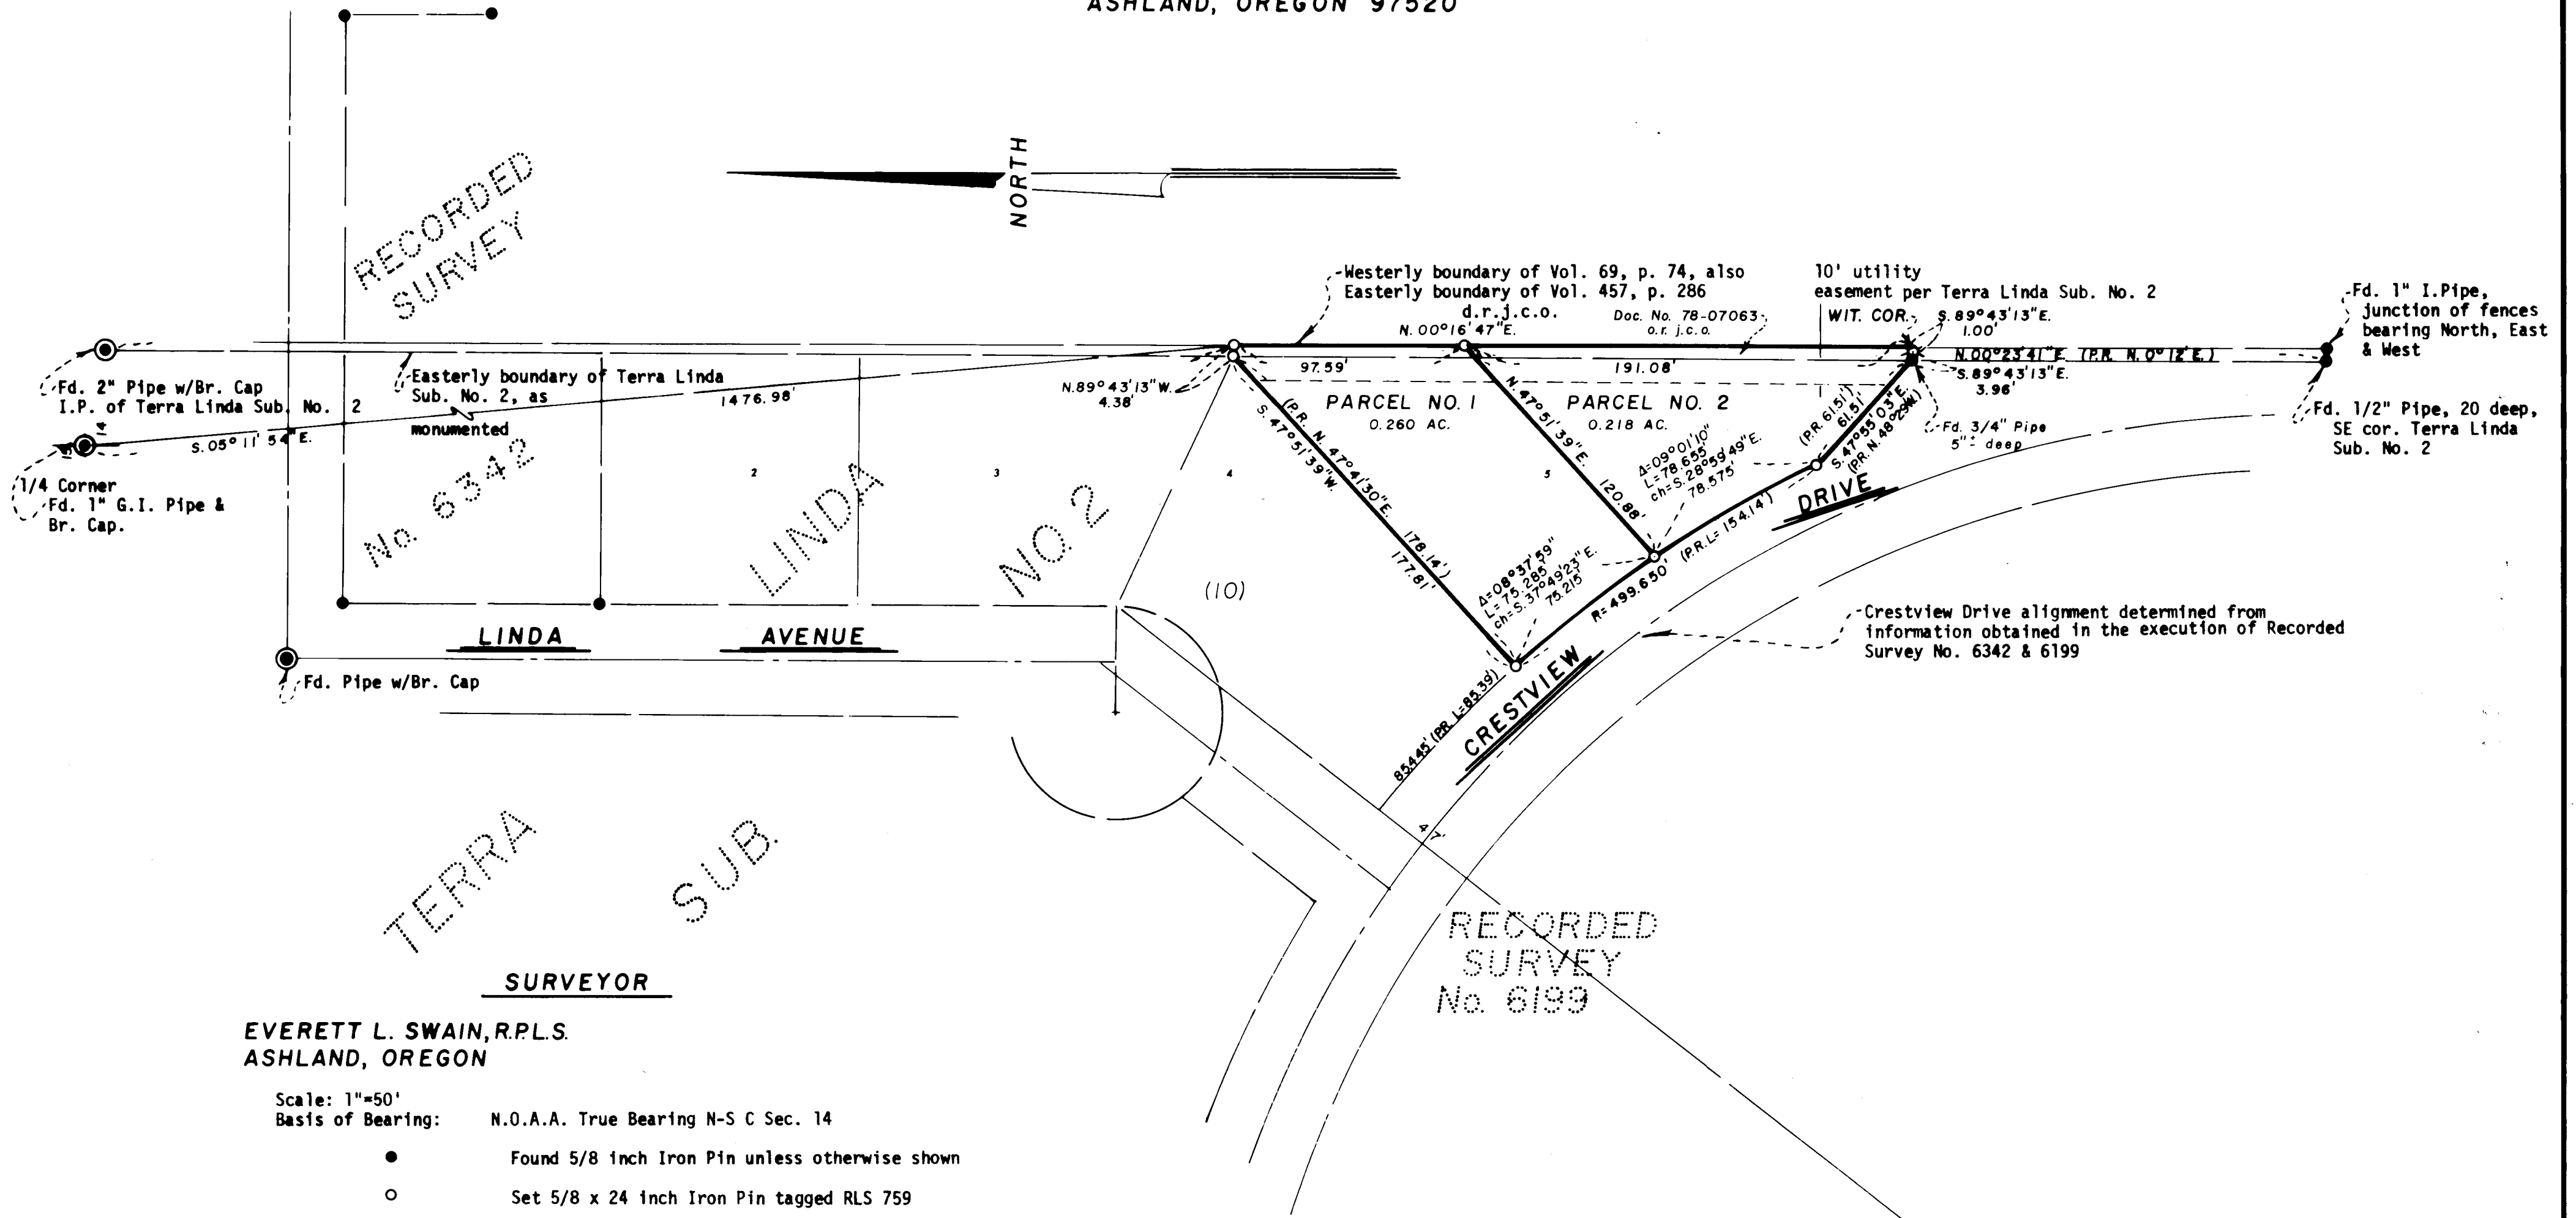 ASHLAND, OREGON 97520
NORTH
RECORDED
SURVEY
No. 6342
Westerly boundary of Vol. 69, p. 74, also
Easterly boundary of Vol. 457, p. 286
d.r.j.c.o.
N. 00°16'47"E.
Doc. No. 78-07063
o.r. j.c.o.
10' utility
easement per Terra Linda Sub. No. 2
WIT. COR.
S.89°43'13"E.
1.00'
Fd. 1" I.Pipe,
junction of fences
bearing North, East
& West
N.00°23'41"E. (P.R. N.0°12'E.)
S.89°43'13"E.
3.96'
Fd. 2" Pipe w/Br. Cap
I.P. of Terra Linda Sub. No. 2
Easterly boundary of Terra Linda
Sub. No. 2, as
monumented
1476.98'
S.05°11'54"E.
14
1/4 Corner
Fd. 1" G.I. Pipe &
Br. Cap.
N.89°43'13"W.
4.38'
97.59'
191.08'
PARCEL NO. 1
0.260 AC.
PARCEL NO. 2
0.218 AC.
(P.R. N. 47°41'30"E. 178.14')
S.47°51'39"W. 177.81'
N.47°51'39"E. 120.88'
Δ=09°01'10"
L=78.655'
ch=S.28°59'49"E.
78.575'
(P.R. 61.51')
61.51'
S.47°55'03"E.
(P.R. N.48°29'W.)
Fd. 3/4" Pipe
5"± deep
Fd. 1/2" Pipe, 20 deep,
SE cor. Terra Linda
Sub. No. 2
2
3
4
5
Δ=08°37'59"
L=75.285'
ch=S.37°49'23"E.
75.215'
R=499.650'
(P.R. L=154.14')
DRIVE
(10)
LINDA
NO. 2
LINDA
AVENUE
Fd. Pipe w/Br. Cap
Crestview Drive alignment determined from
information obtained in the execution of Recorded
Survey No. 6342 & 6199
85.445' (P.R. L=85.39')
CRESTVIEW
47'
TERRA
SUB.
RECORDED
SURVEY
No. 6199
SURVEYOR
EVERETT L. SWAIN, R.P.L.S.
ASHLAND, OREGON
Scale: 1"=50'
Basis of Bearing: N.O.A.A. True Bearing N-S C Sec. 14
Found 5/8 inch Iron Pin unless otherwise shown
Set 5/8 x 24 inch Iron Pin tagged RLS 759